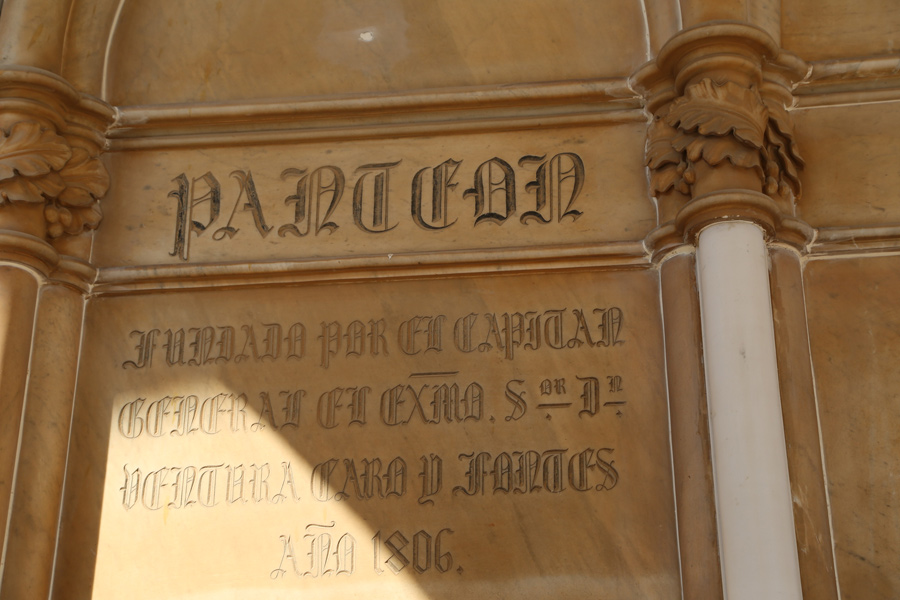 PANTEON
FUNDADO POR EL CAPITAN
GENERAL EL EXMO. Sᴼᴿ Dᴺ
VENTURA CARO Y FONTES
AÑO 1806.